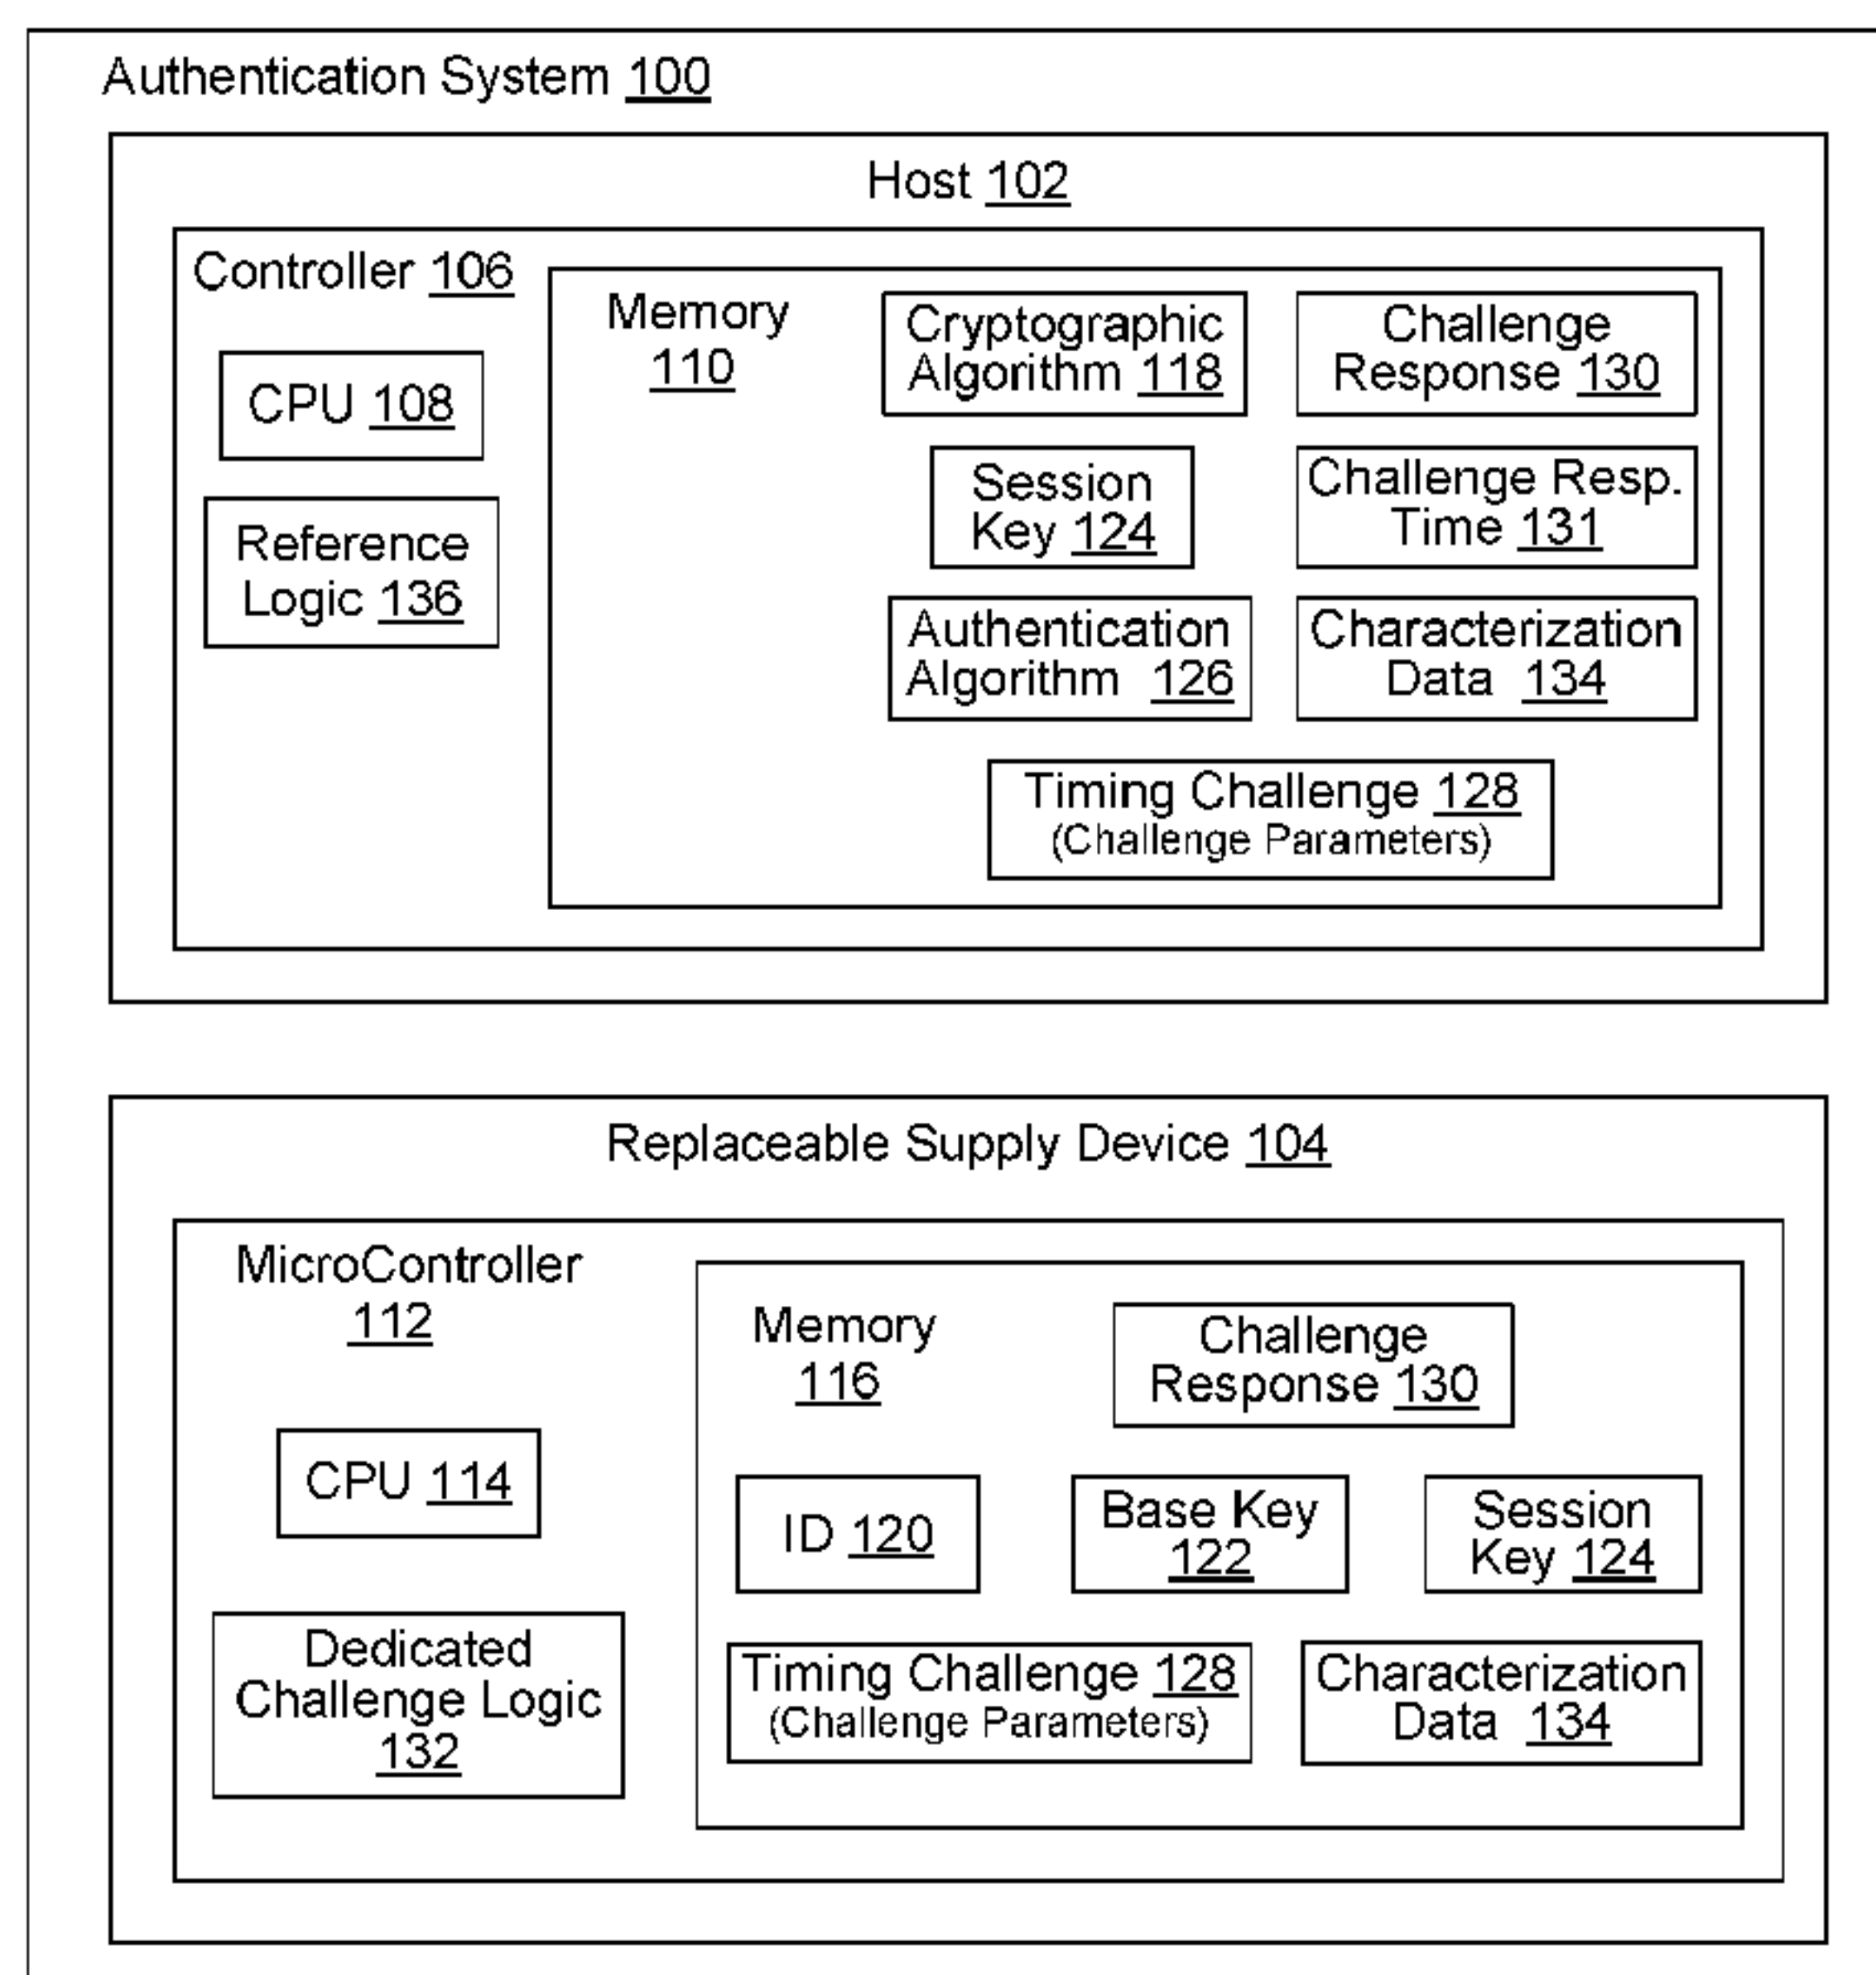 Authentication System 100
Host 102
Controller 106
CPU 108
Reference
Logic 136
Memory
110
Cryptographic
Algorithm 118
Challenge
Response 130
Session
Key 124
Challenge Resp.
Time 131
Authentication
Algorithm 126
Characterization
Data 134
Timing Challenge 128
(Challenge Parameters)
Replaceable Supply Device 104
MicroController
112
CPU 114
Dedicated
Challenge Logic
132
Memory
116
Challenge
Response 130
ID 120
Base Key
122
Session
Key 124
Timing Challenge 128
(Challenge Parameters)
Characterization
Data 134